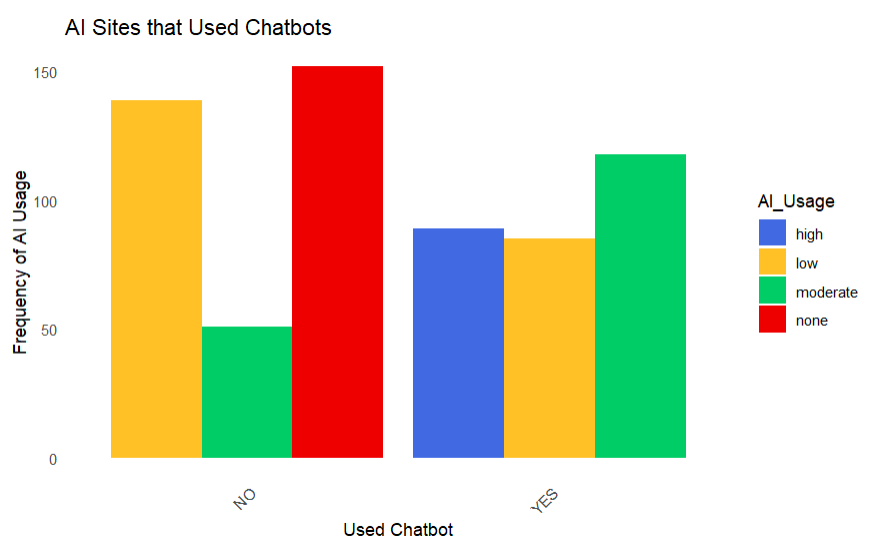 AI Sites that Used Chatbots
150
100
50
0
Frequency of AI Usage
NO
YES
Used Chatbot
AI_Usage
high
low
moderate
none